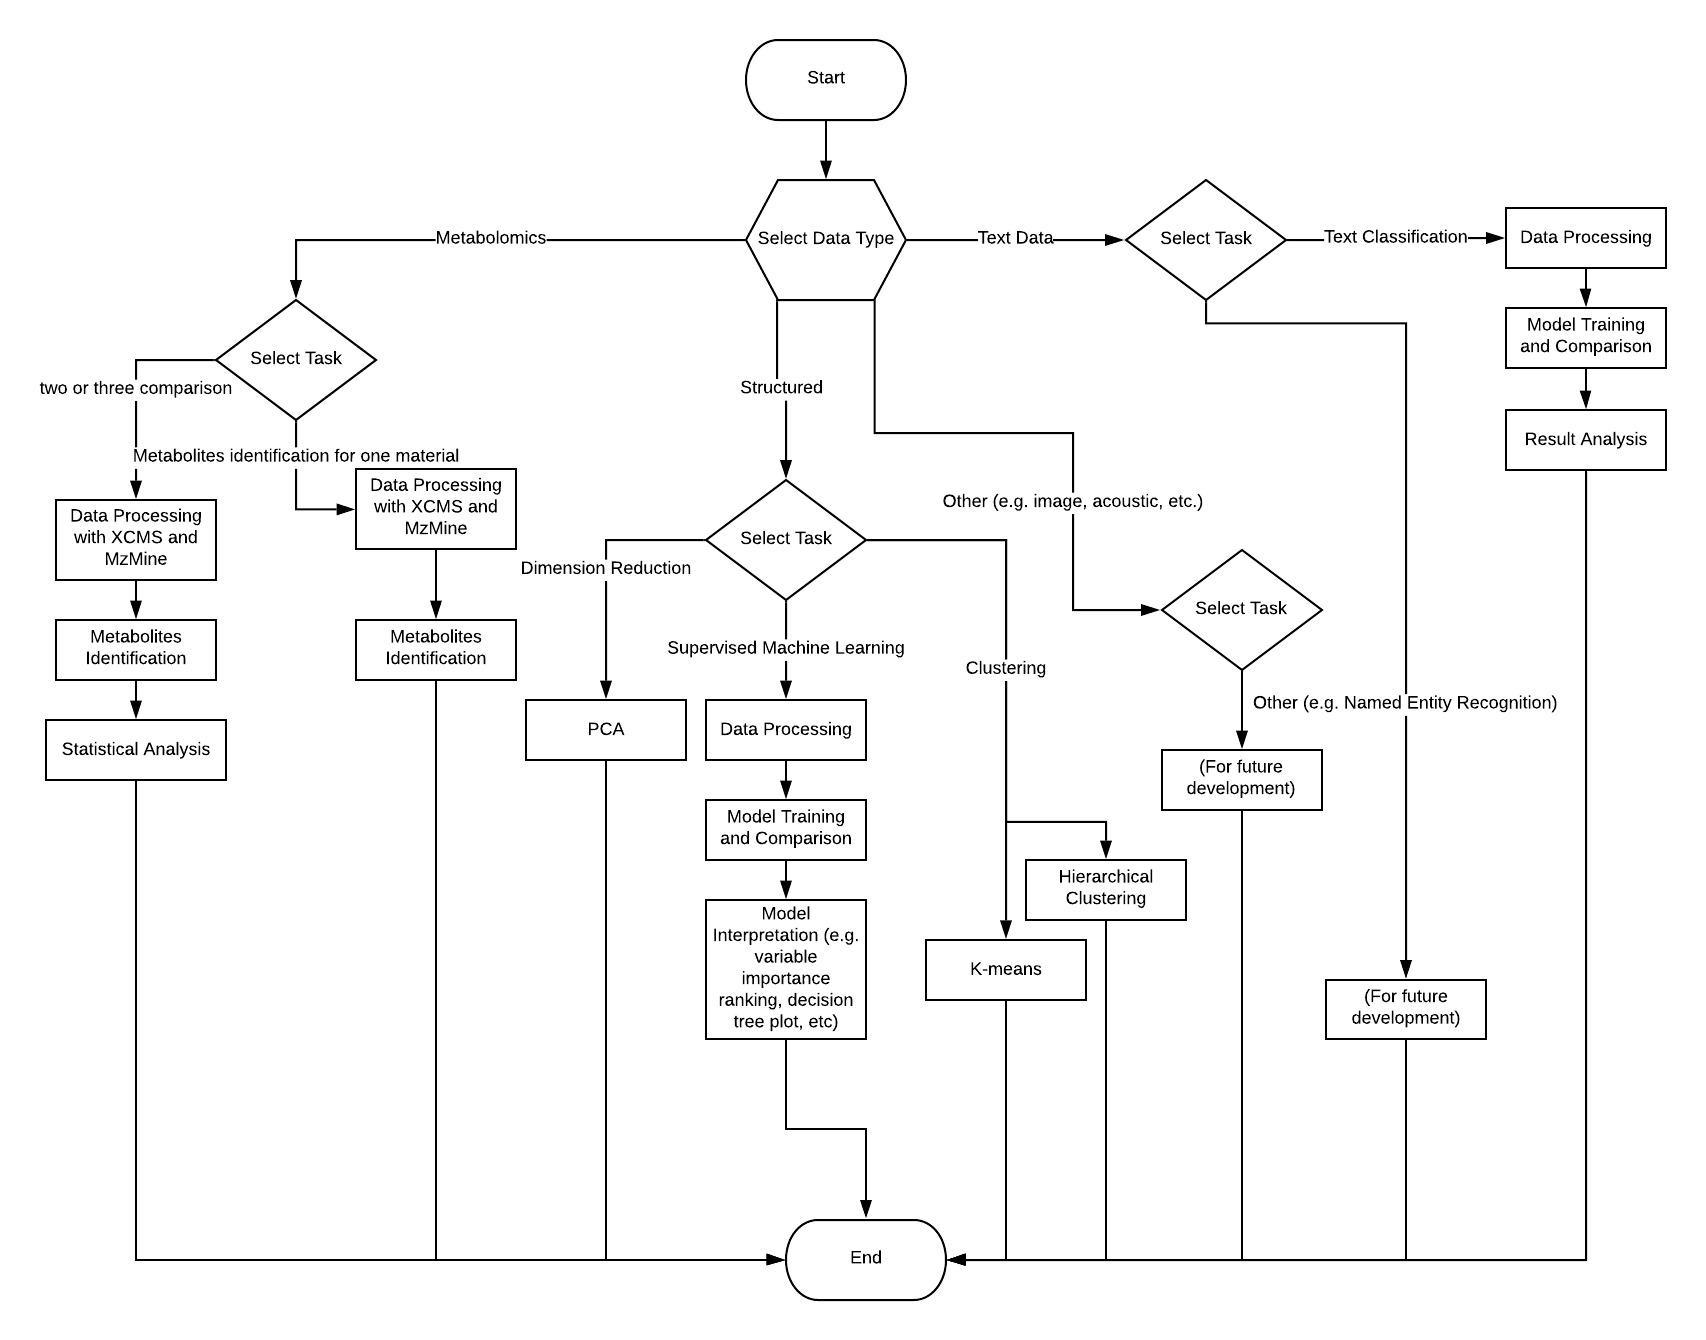 Start
Select Data Type
Metabolomics
Text Data
Select Task
Text Classification
Data Processing
Model Training
and Comparison
Result Analysis
Select Task
two or three comparison
Metabolites identification for one material
Data Processing
with XCMS and
MzMine
Metabolites
Identification
Statistical Analysis
Data Processing
with XCMS and
MzMine
Metabolites
Identification
Structured
Select Task
Dimension Reduction
PCA
Supervised Machine Learning
Data Processing
Model Training
and Comparison
Model
Interpretation (e.g.
variable
importance
ranking, decision
tree plot, etc)
Clustering
Hierarchical
Clustering
K-means
Other (e.g. image, acoustic, etc.)
Select Task
(For future
development)
Other (e.g. Named Entity Recognition)
(For future
development)
End